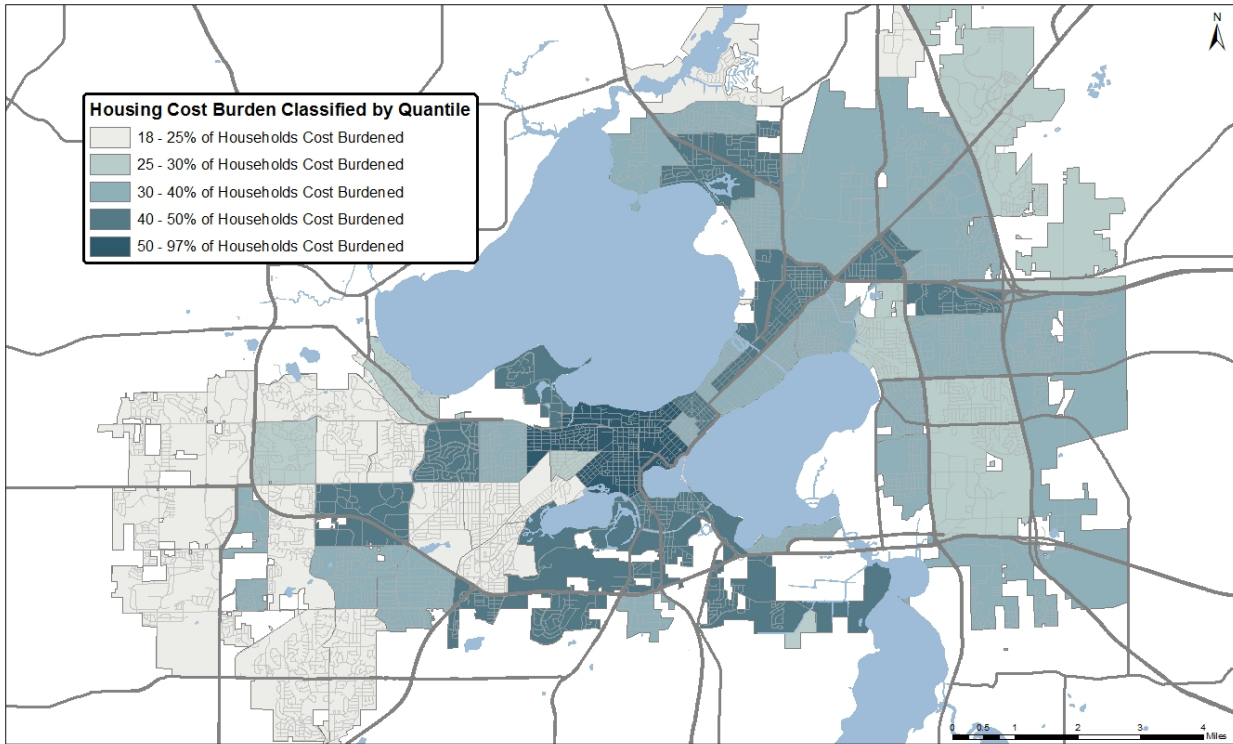 N
Housing Cost Burden Classified by Quantile
18 - 25% of Households Cost Burdened
25 - 30% of Households Cost Burdened
30 - 40% of Households Cost Burdened
40 - 50% of Households Cost Burdened
50 - 97% of Households Cost Burdened
0 0.5 1 2 3 4
Miles